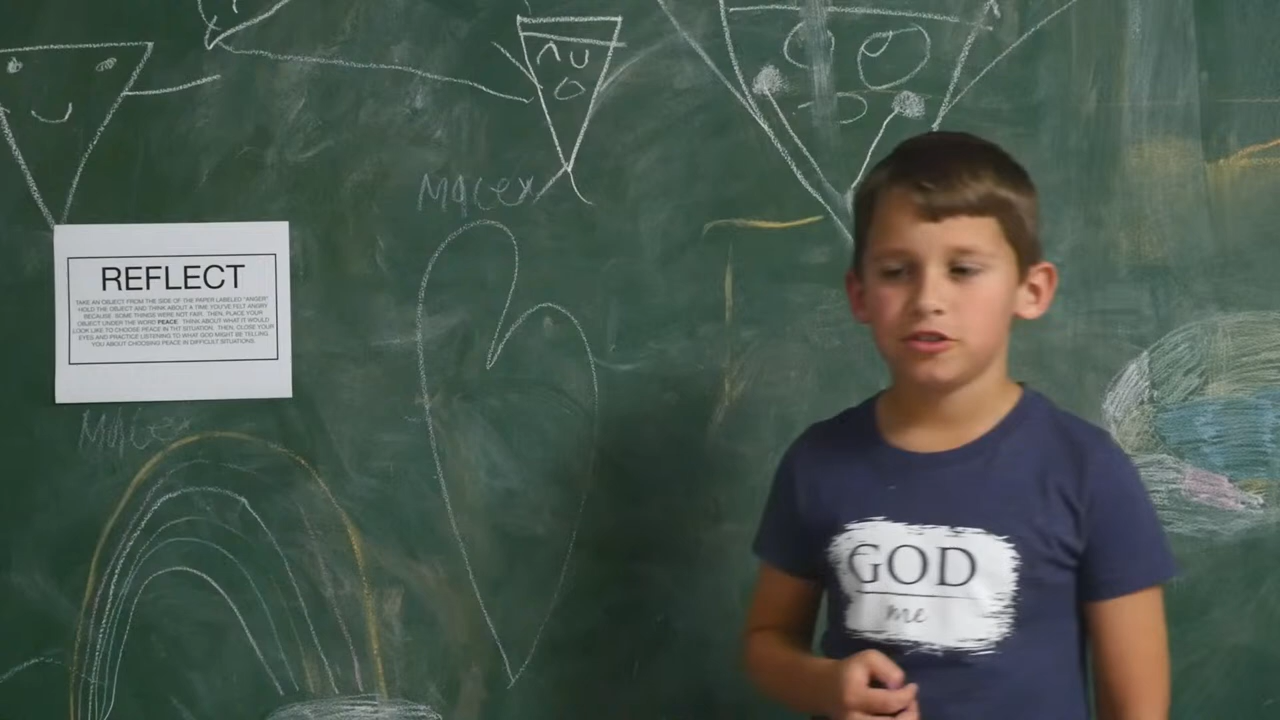 REFLECT
TAKE AN OBJECT FROM THE SIDE OF THE PAPER LABELED "ANGER"
HOLD THE OBJECT AND THINK ABOUT A TIME YOU'VE FELT ANGRY
BECAUSE SOME THINGS WERE NOT FAIR. THEN, PLACE YOUR
OBJECT UNDER THE WORD PEACE. THINK ABOUT WHAT IT WOULD
LOOK LIKE TO CHOOSE PEACE IN THT SITUATION. THEN, CLOSE YOUR
EYES AND PRACTICE LISTENING TO WHAT GOD MIGHT BE TELLING
YOU ABOUT CHOOSING PEACE IN DIFFICULT SITUATIONS.
GOD
me